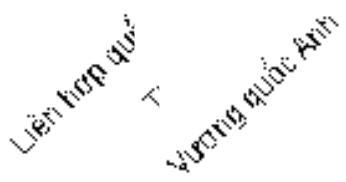 Liên hợp quố
Vương quốc Anh